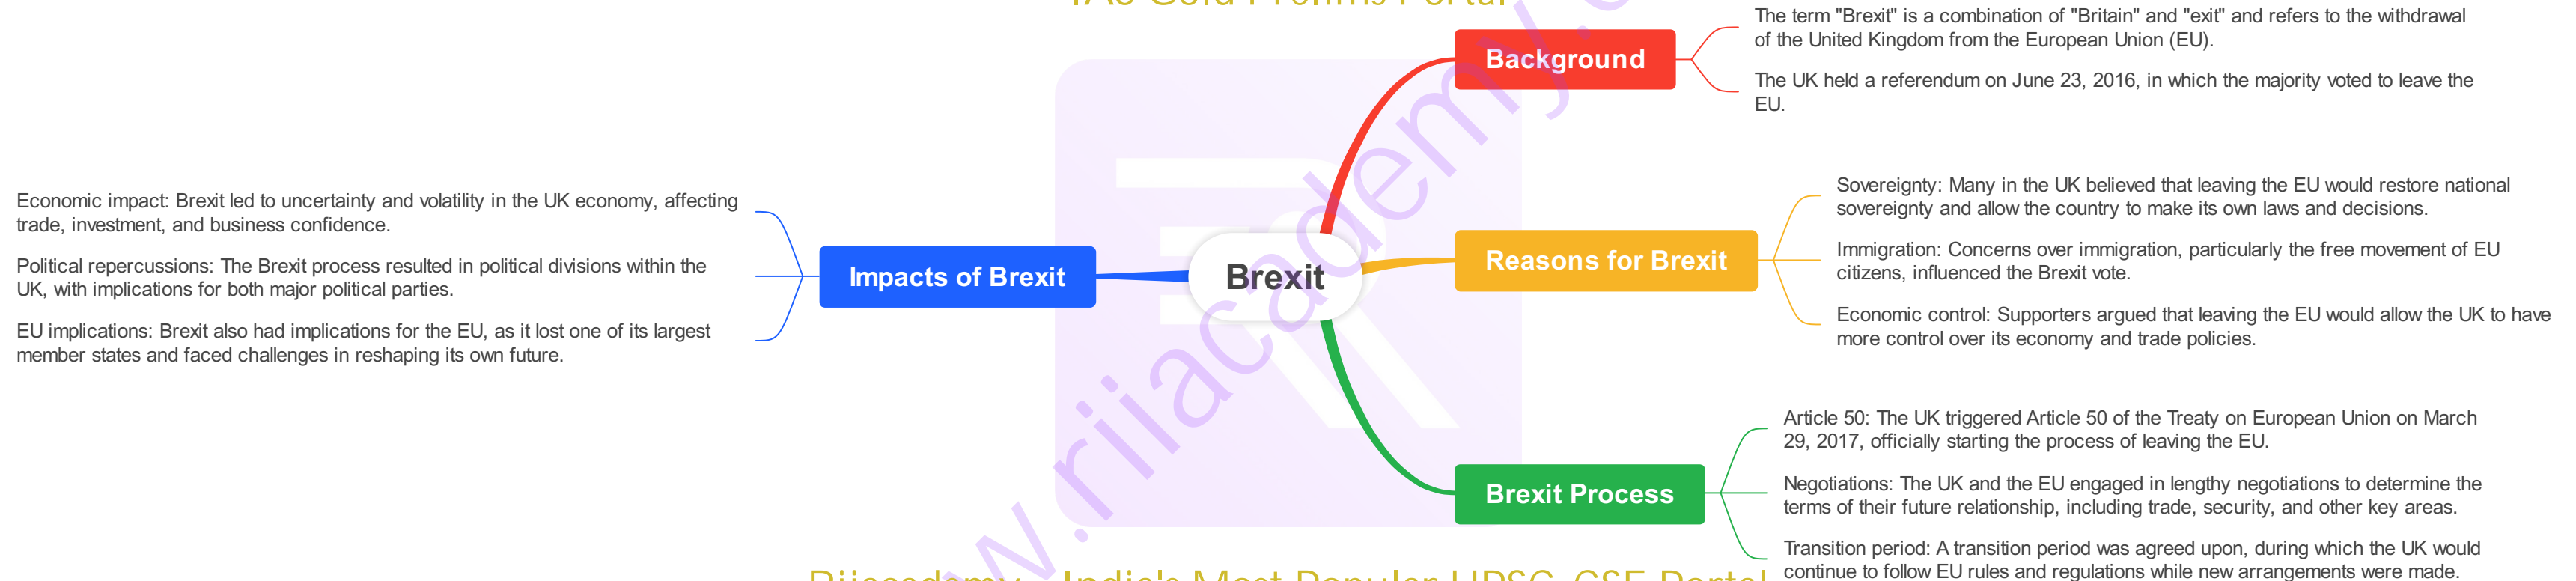 IAS Gold Prelims Portal
Background
The term "Brexit" is a combination of "Britain" and "exit" and refers to the withdrawal
of the United Kingdom from the European Union (EU).
The UK held a referendum on June 23, 2016, in which the majority voted to leave the
EU.
Economic impact: Brexit led to uncertainty and volatility in the UK economy, affecting
trade, investment, and business confidence.
Political repercussions: The Brexit process resulted in political divisions within the
UK, with implications for both major political parties.
EU implications: Brexit also had implications for the EU, as it lost one of its largest
member states and faced challenges in reshaping its own future.
Impacts of Brexit
Brexit
Reasons for Brexit
Sovereignty: Many in the UK believed that leaving the EU would restore national
sovereignty and allow the country to make its own laws and decisions.
Immigration: Concerns over immigration, particularly the free movement of EU
citizens, influenced the Brexit vote.
Economic control: Supporters argued that leaving the EU would allow the UK to have
more control over its economy and trade policies.
Brexit Process
Article 50: The UK triggered Article 50 of the Treaty on European Union on March
29, 2017, officially starting the process of leaving the EU.
Negotiations: The UK and the EU engaged in lengthy negotiations to determine the
terms of their future relationship, including trade, security, and other key areas.
Transition period: A transition period was agreed upon, during which the UK would
continue to follow EU rules and regulations while new arrangements were made.
India's Most Popular UPSC CSE Portal